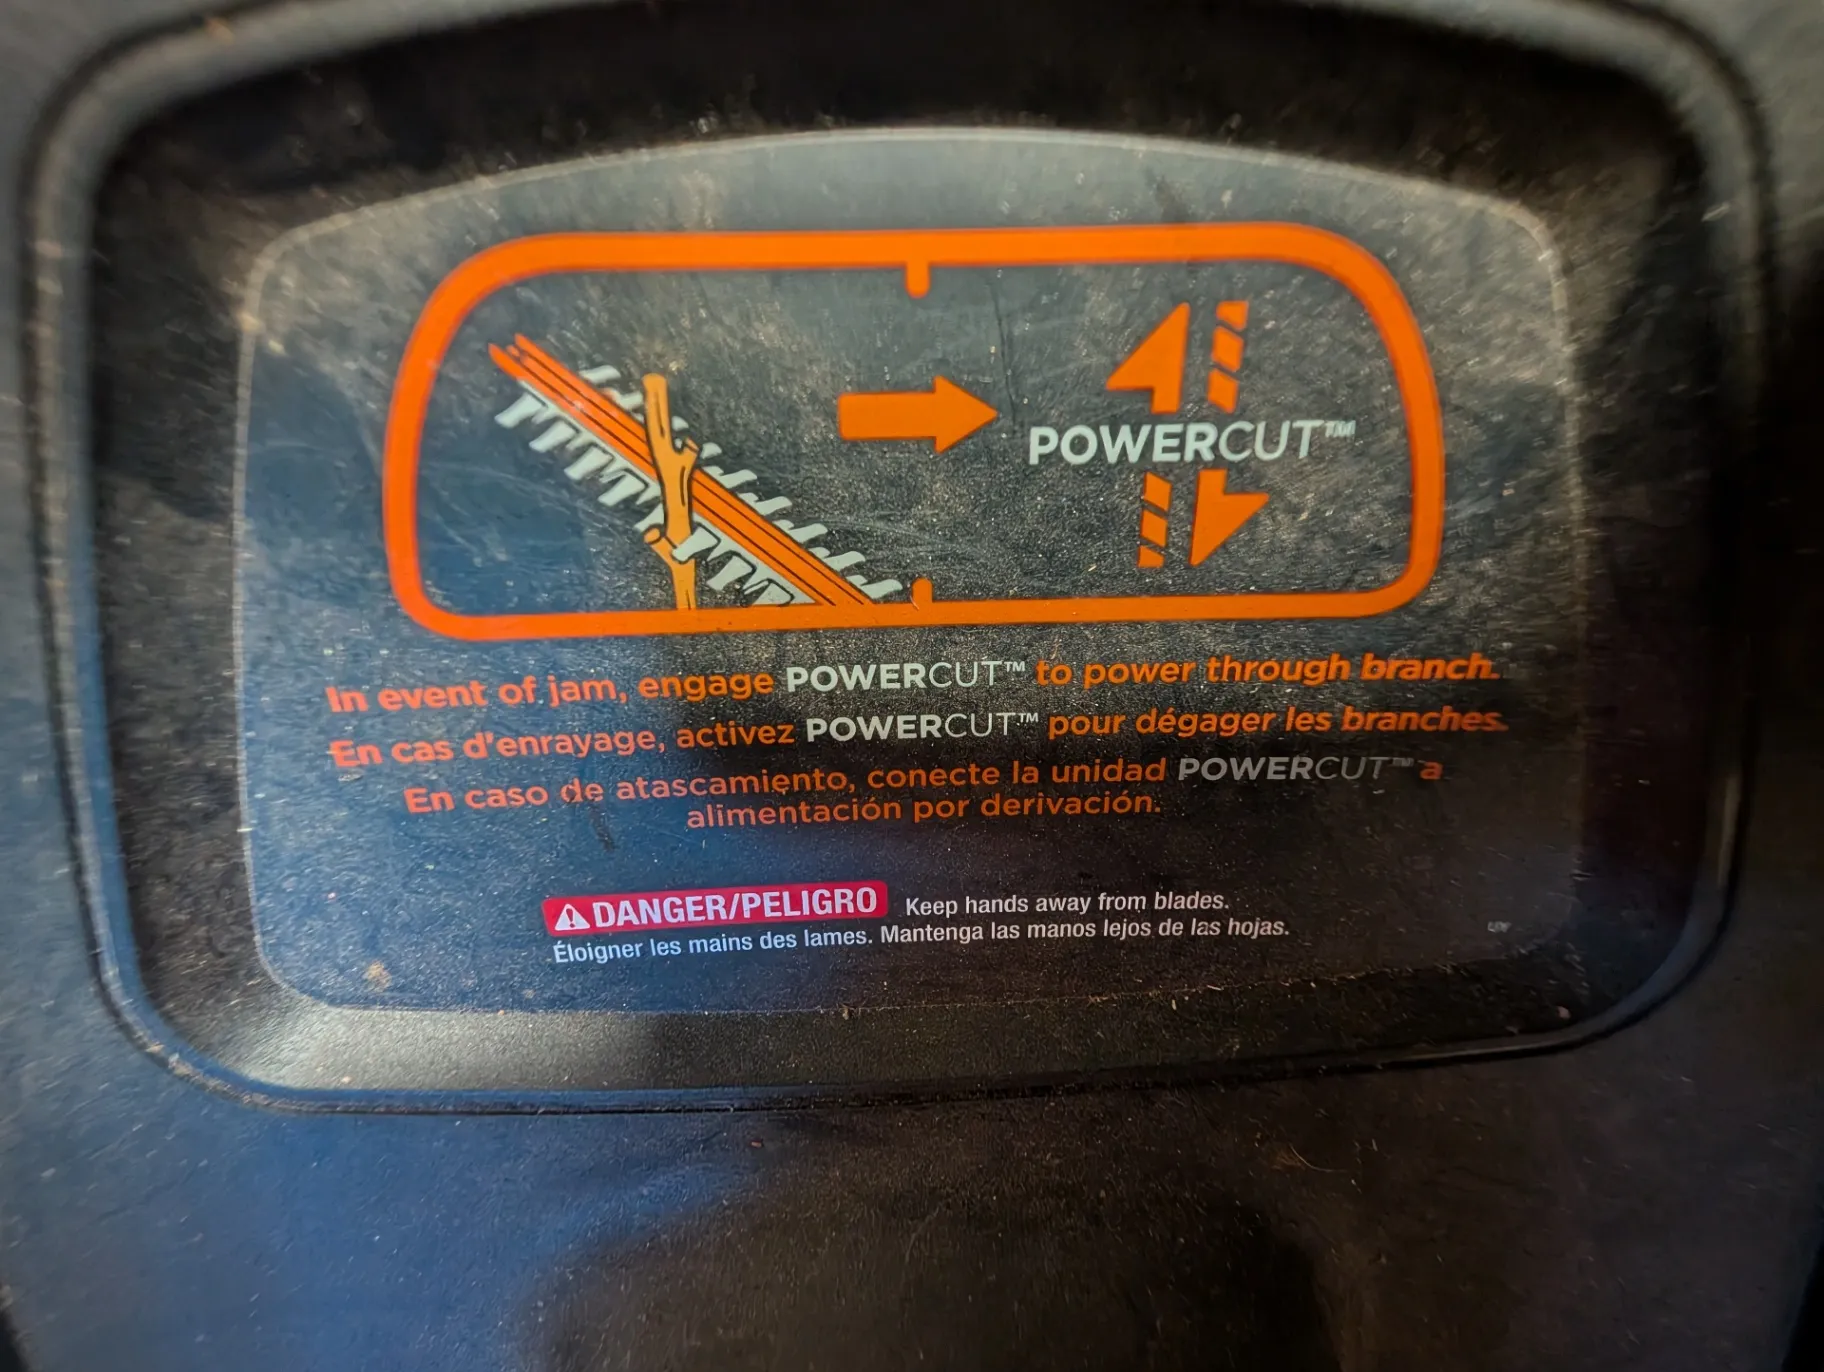 POWERCUT™
In event of jam, engage POWERCUT™ to power through branch.
En cas d'enrayage, activez POWERCUT™ pour dégager les branches.
En caso de atascamiento, conecte la unidad POWERCUT™ a
alimentación por derivación.
DANGER/PELIGRO Keep hands away from blades.
Éloigner les mains des lames. Mantenga las manos lejos de las hojas.